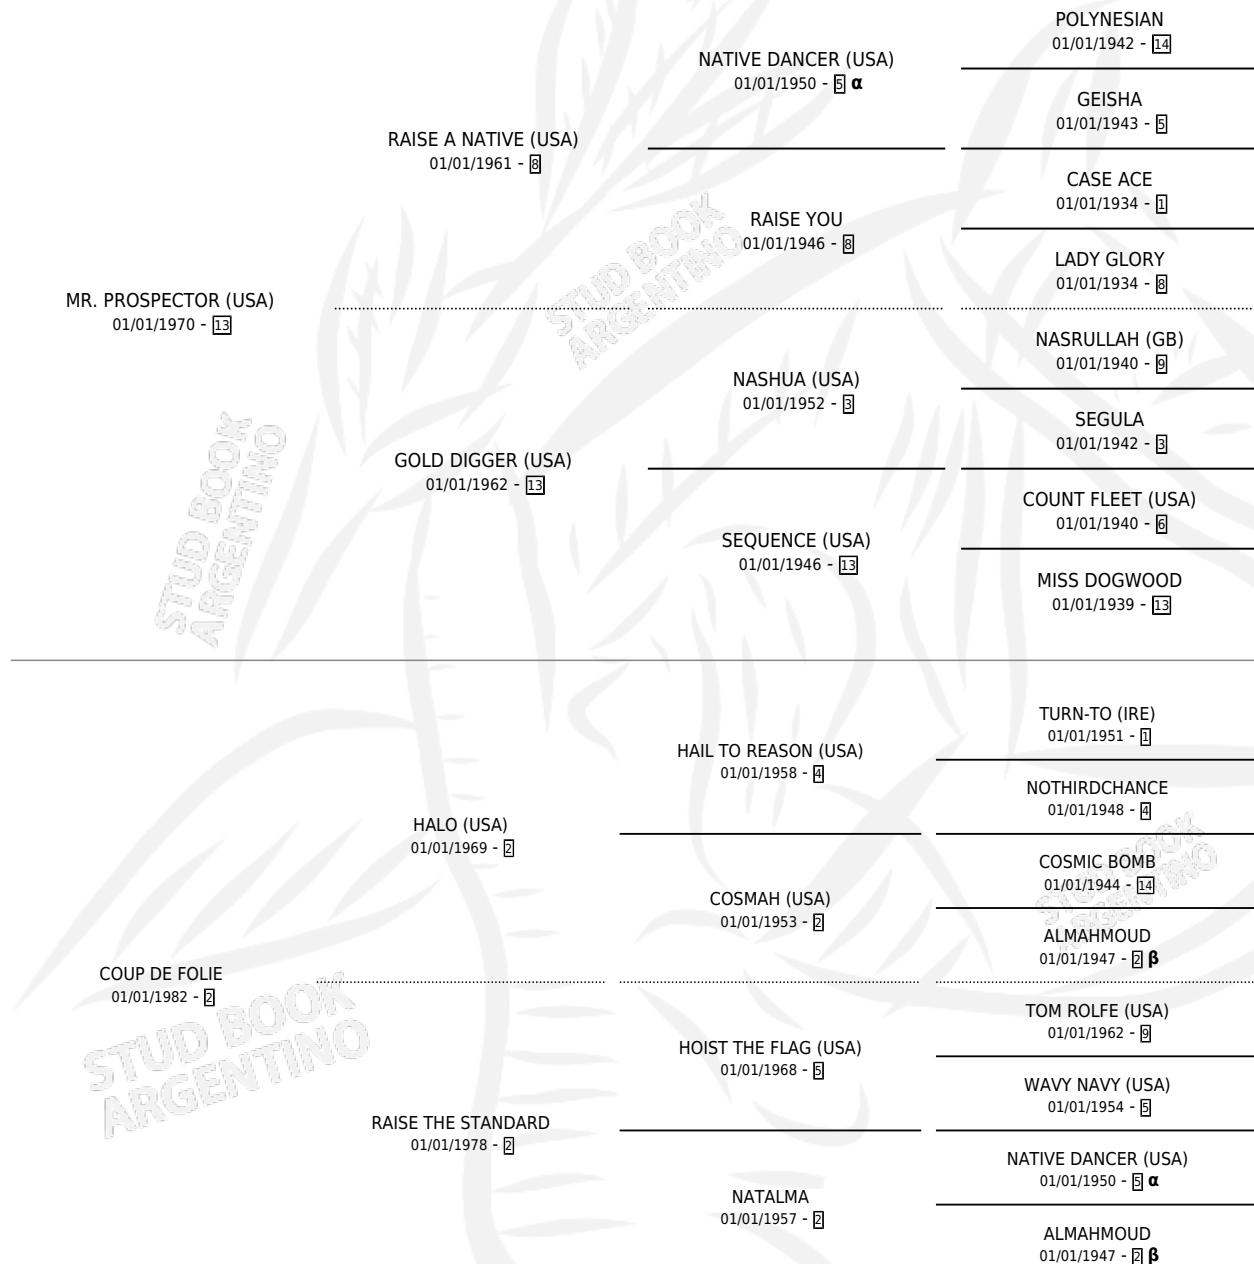 POLYNESIAN
01/01/1942 - 14
NATIVE DANCER (USA)
01/01/1950 - 5 α
GEISHA
01/01/1943 - 5
RAISE A NATIVE (USA)
01/01/1961 - 8
CASE ACE
01/01/1934 - 1
RAISE YOU
01/01/1946 - 8
LADY GLORY
01/01/1934 - 8
MR. PROSPECTOR (USA)
01/01/1970 - 13
NASRULLAH (GB)
01/01/1940 - 9
NASHUA (USA)
01/01/1952 - 3
SEGULA
01/01/1942 - 3
GOLD DIGGER (USA)
01/01/1962 - 13
COUNT FLEET (USA)
01/01/1940 - 6
SEQUENCE (USA)
01/01/1946 - 13
MISS DOGWOOD
01/01/1939 - 13
TURN-TO (IRE)
01/01/1951 - 1
HAIL TO REASON (USA)
01/01/1958 - 4
NOTHIRDCHANCE
01/01/1948 - 4
HALO (USA)
01/01/1969 - 2
COSMIC BOMB
01/01/1944 - 14
COSMAH (USA)
01/01/1953 - 2
ALMAHMOUD
01/01/1947 - 2 β
COUP DE FOLIE
01/01/1982 - 2
TOM ROLFE (USA)
01/01/1962 - 9
HOIST THE FLAG (USA)
01/01/1968 - 5
WAVY NAVY (USA)
01/01/1954 - 5
RAISE THE STANDARD
01/01/1978 - 2
NATIVE DANCER (USA)
01/01/1950 - 5 α
NATALMA
01/01/1957 - 2
ALMAHMOUD
01/01/1947 - 2 β
STUD BOOK
ARGENTINO
STUD BOOK
ARGENTINO
STUD BOOK
ARGENTINO
STUD BOOK
ARGENTINO